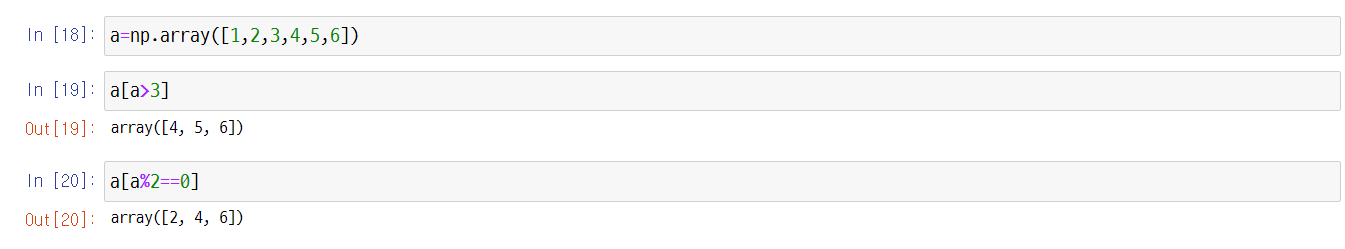 In [18]: a=np.array([1,2,3,4,5,6])
In [19]: a[a>3]
Out[19]: array([4, 5, 6])
In [20]: a[a%2==0]
Out[20]: array([2, 4, 6])